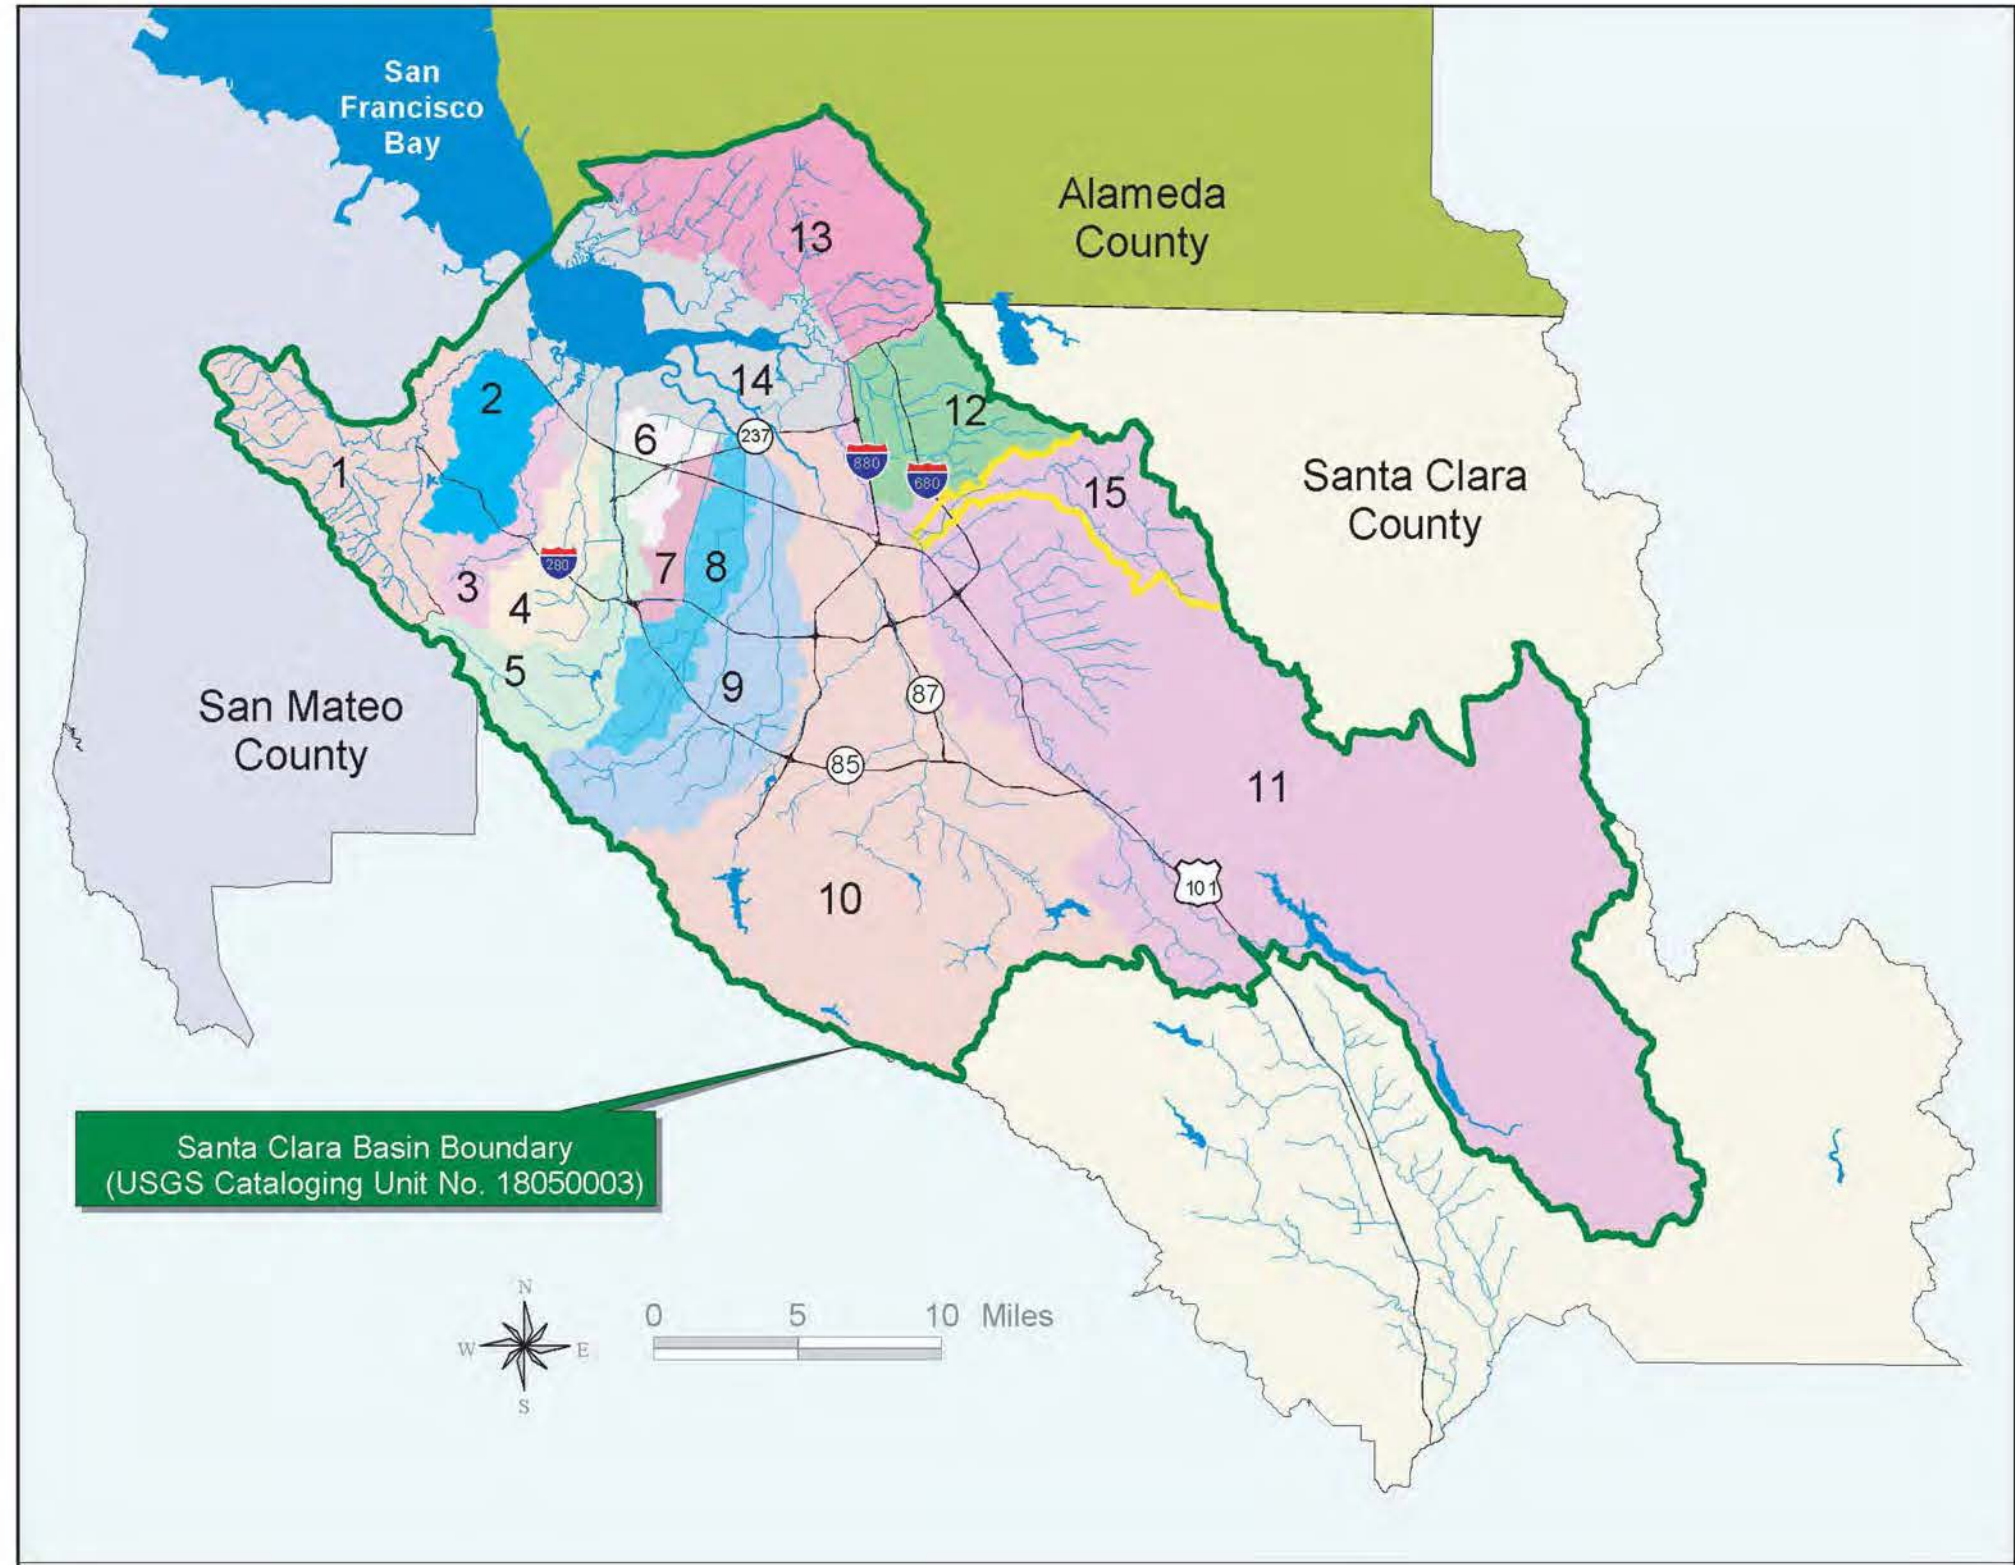 San
Francisco
Bay
Alameda
County
13
14
2
237
12
6
1
880
680
15
Santa Clara
County
280
7
8
3
4
5
9
87
San Mateo
County
85
11
101
10
Santa Clara Basin Boundary
(USGS Cataloging Unit No. 18050003)
N
W
E
S
0 5 10 Miles